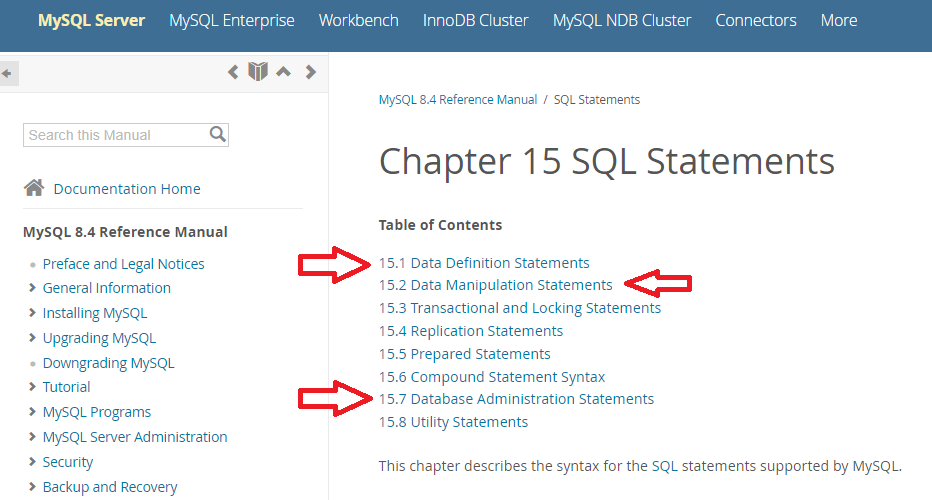 MySQL Server MySQL Enterprise Workbench InnoDB Cluster MySQL NDB Cluster Connectors More
Search this Manual
Documentation Home
MySQL 8.4 Reference Manual
Preface and Legal Notices
General Information
Installing MySQL
Upgrading MySQL
Downgrading MySQL
Tutorial
MySQL Programs
MySQL Server Administration
Security
Backup and Recovery
MySQL 8.4 Reference Manual / SQL Statements
Chapter 15 SQL Statements
Table of Contents
15.1 Data Definition Statements
15.2 Data Manipulation Statements
15.3 Transactional and Locking Statements
15.4 Replication Statements
15.5 Prepared Statements
15.6 Compound Statement Syntax
15.7 Database Administration Statements
15.8 Utility Statements
This chapter describes the syntax for the SQL statements supported by MySQL.